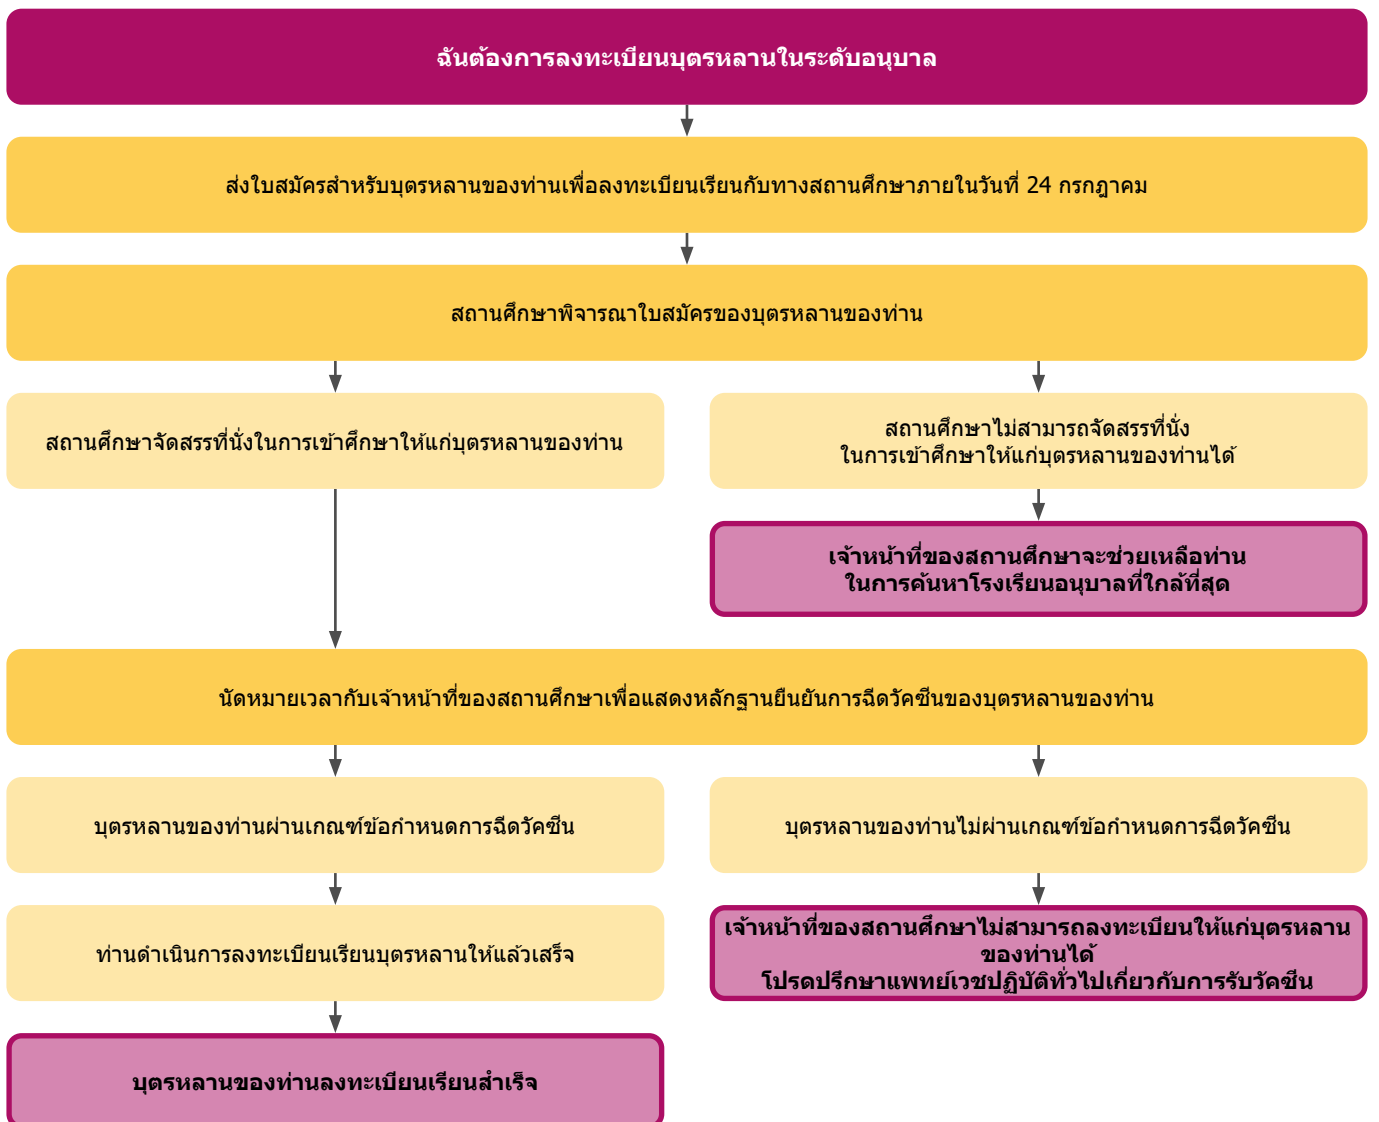 ฉันต้องการลงทะเบียนบุตรหลานในระดับอนุบาล
ส่งใบสมัครสำหรับบุตรหลานของท่านเพื่อลงทะเบียนเรียนกับทางสถานศึกษาภายในวันที่ 24 กรกฎาคม
สถานศึกษาพิจารณาใบสมัครของบุตรหลานของท่าน
สถานศึกษาจัดสรรที่นั่งในการเข้าศึกษาให้แก่บุตรหลานของท่าน
สถานศึกษาไม่สามารถจัดสรรที่นั่ง
ในการเข้าศึกษาให้แก่บุตรหลานของท่านได้
เจ้าหน้าที่ของสถานศึกษาจะช่วยเหลือท่าน
ในการค้นหาโรงเรียนอนุบาลที่ใกล้ที่สุด
นัดหมายเวลากับเจ้าหน้าที่ของสถานศึกษาเพื่อแสดงหลักฐานยืนยันการฉีดวัคซีนของบุตรหลานของท่าน
บุตรหลานของท่านผ่านเกณฑ์ข้อกำหนดการฉีดวัคซีน
บุตรหลานของท่านไม่ผ่านเกณฑ์ข้อกำหนดการฉีดวัคซีน
ท่านดำเนินการลงทะเบียนเรียนบุตรหลานให้แล้วเสร็จ
เจ้าหน้าที่ของสถานศึกษาไม่สามารถลงทะเบียนให้แก่บุตรหลาน
ของท่านได้
โปรดปรึกษาแพทย์เวชปฏิบัติทั่วไปเกี่ยวกับการรับวัคซีน
บุตรหลานของท่านลงทะเบียนเรียนสำเร็จ